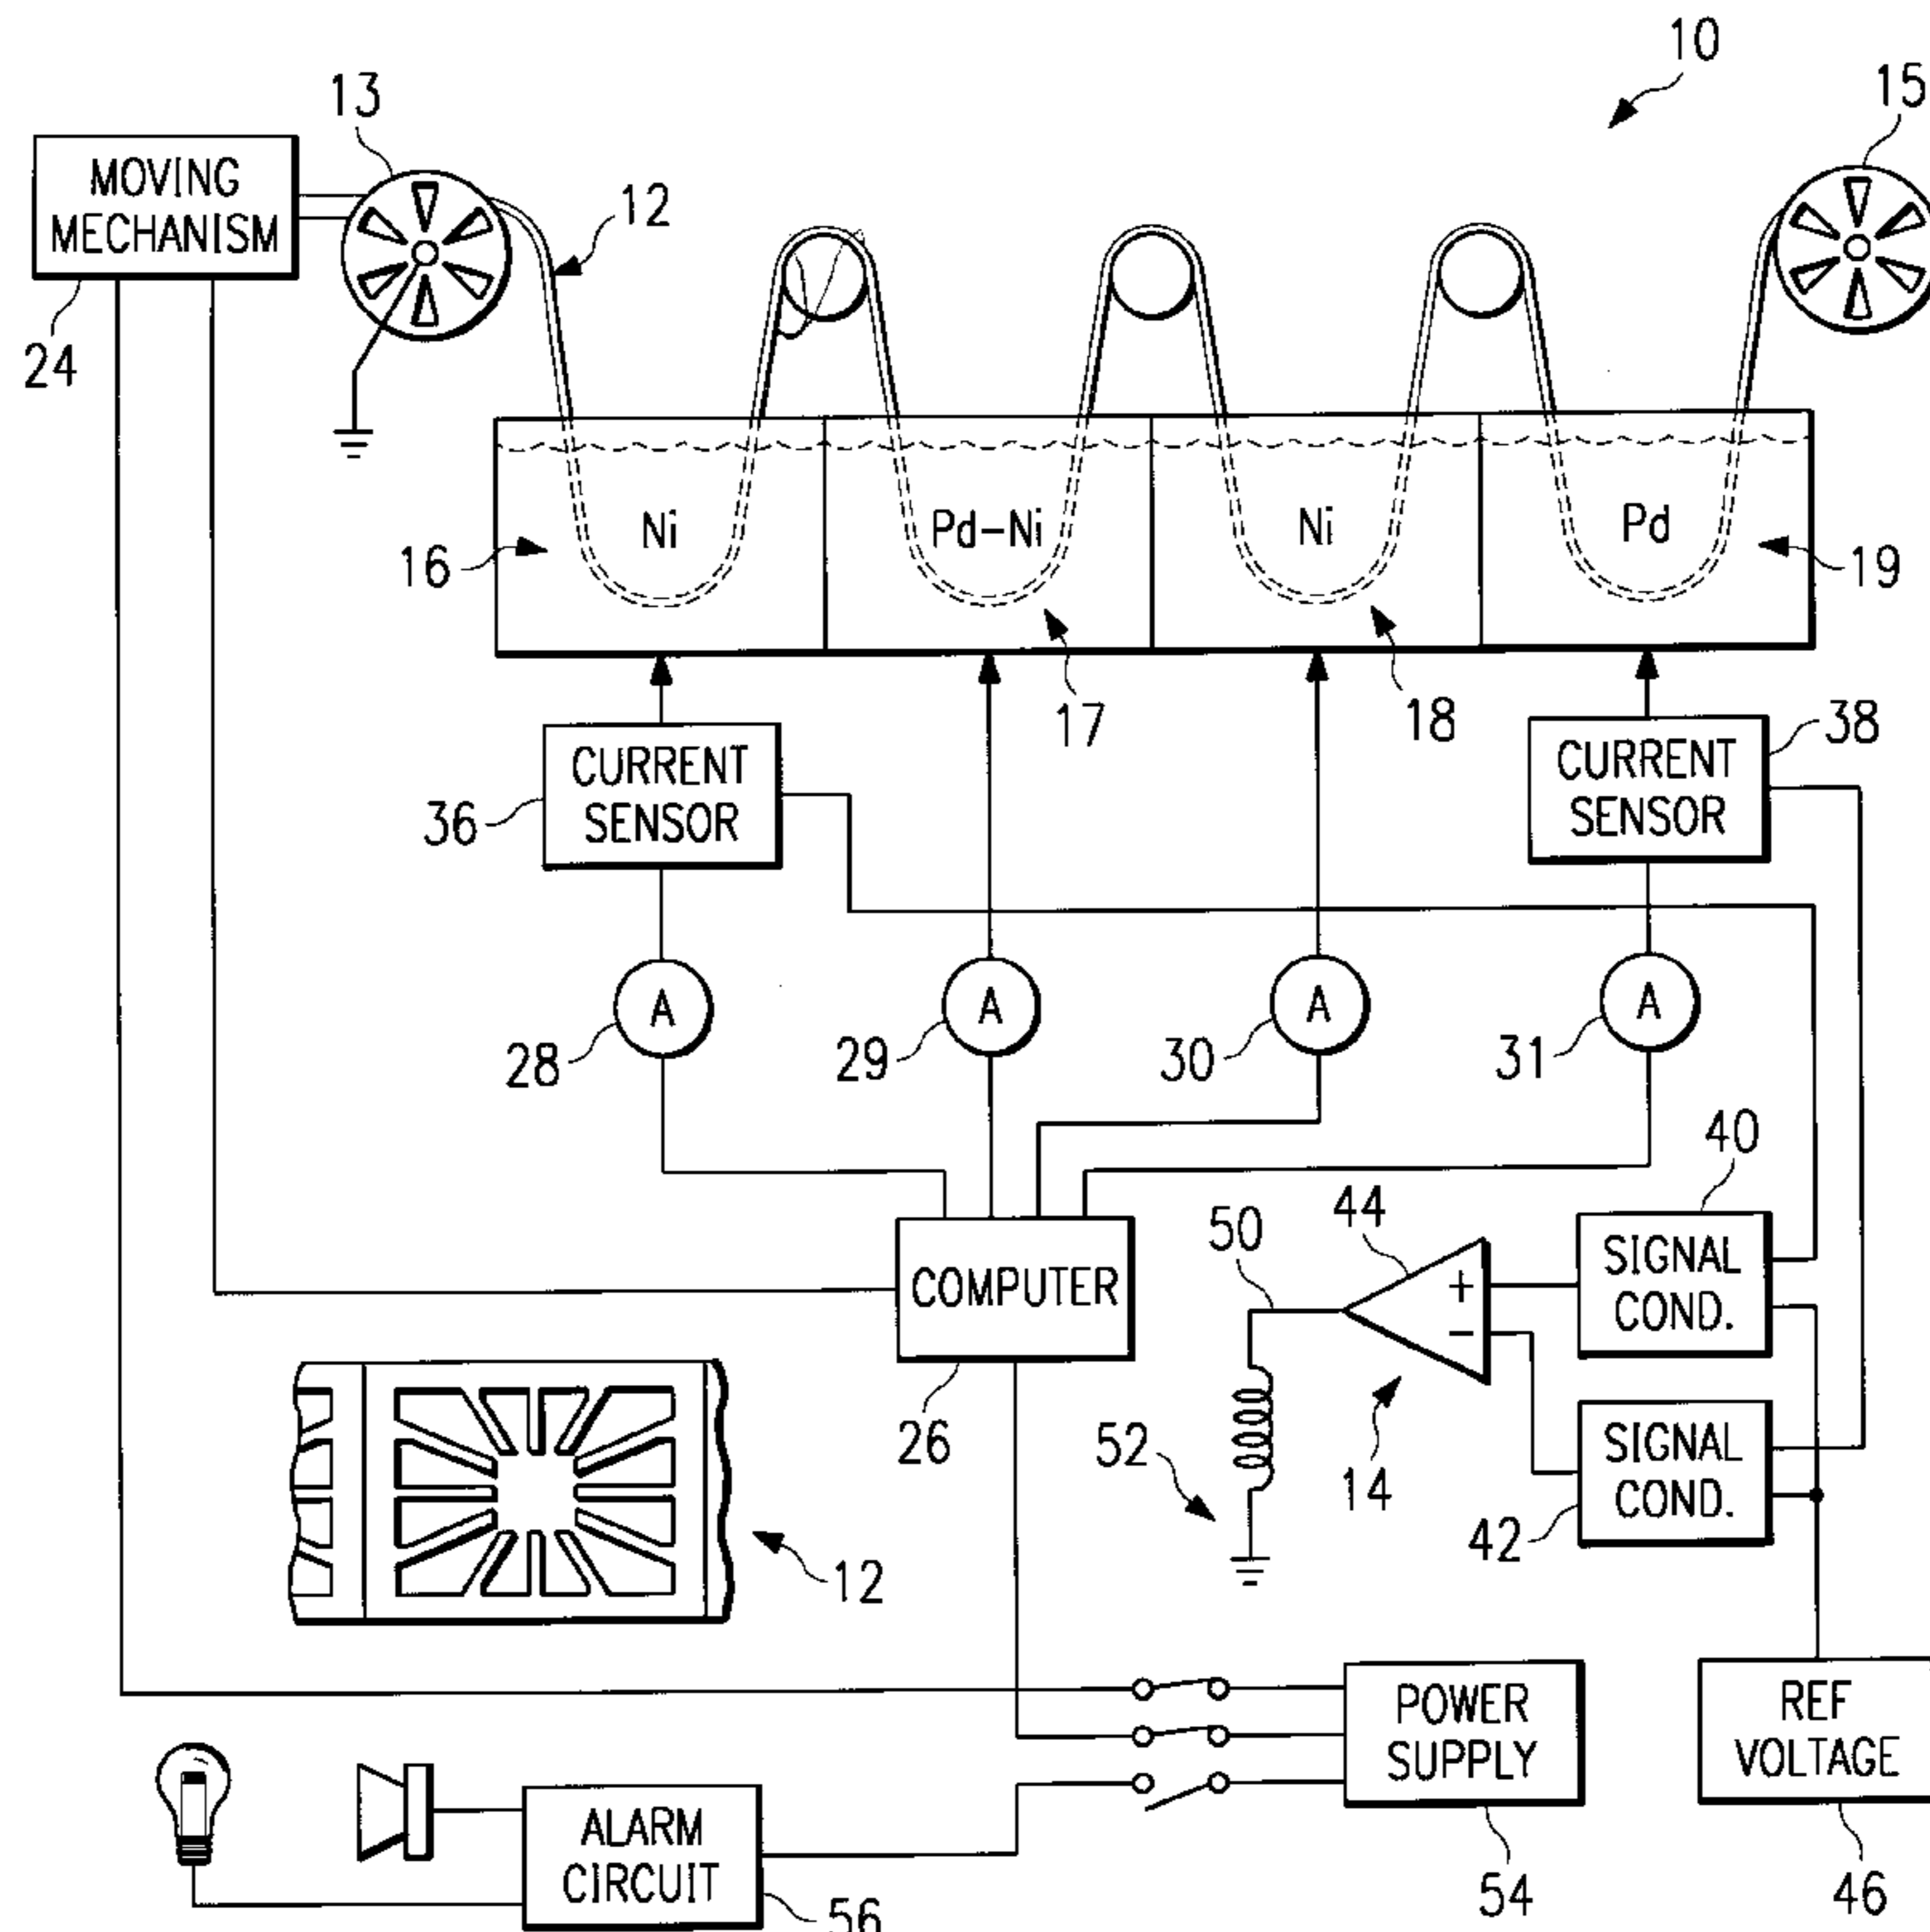 10
13
15
MOVING
MECHANISM
12
24
Ni
Pd-Ni
Ni
Pd
16
19
17
18
CURRENT
SENSOR
36
CURRENT
SENSOR
38
A
A
A
A
28
29
30
31
40
44
50
SIGNAL
COND.
+
−
COMPUTER
26
52
14
SIGNAL
COND.
42
12
POWER
SUPPLY
REF
VOLTAGE
ALARM
CIRCUIT
54
46
56